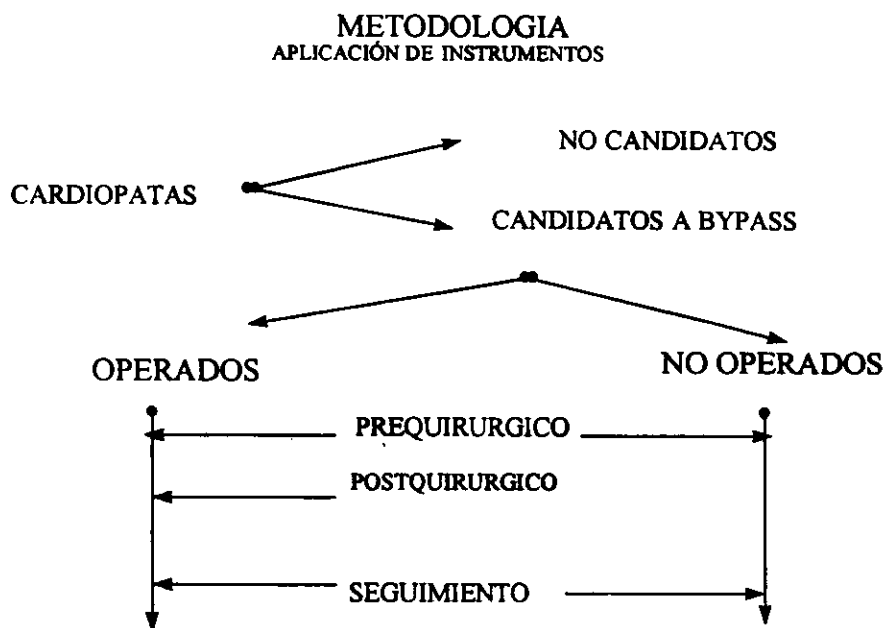 METODOLOGIA
APLICACIÓN DE INSTRUMENTOS
NO CANDIDATOS
CARDIOPATAS
CANDIDATOS A BYPASS
OPERADOS
NO OPERADOS
PREQUIRURGICO
POSTQUIRURGICO
SEGUIMIENTO